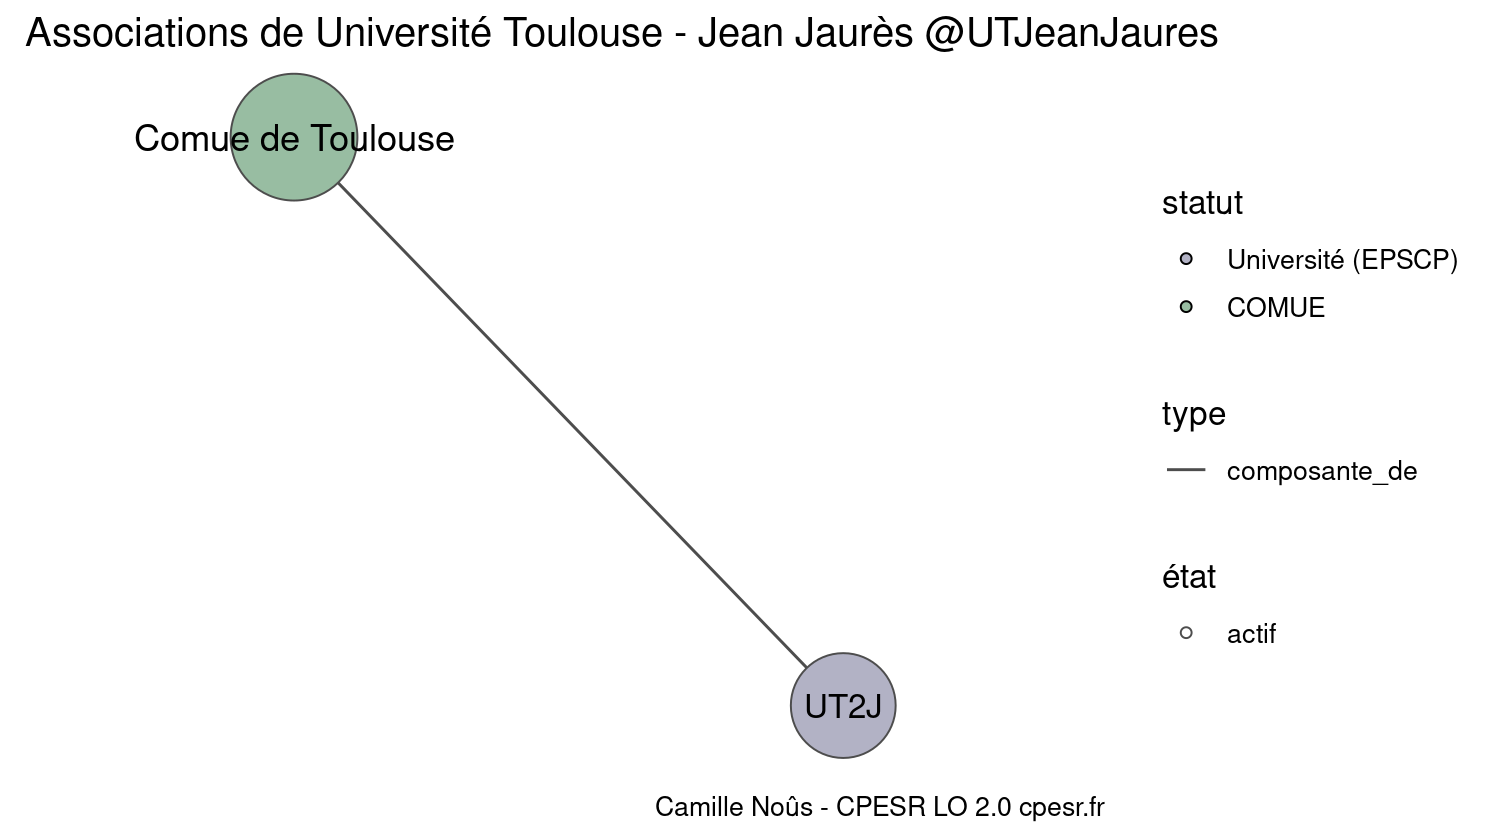 Associations de Université Toulouse - Jean Jaurès @UTJeanJaures
Comue de Toulouse
statut
Université (EPSCP)
COMUE
type
composante_de
état
actif
UT2J
Camille Noûs - CPESR LO 2.0 cpesr.fr